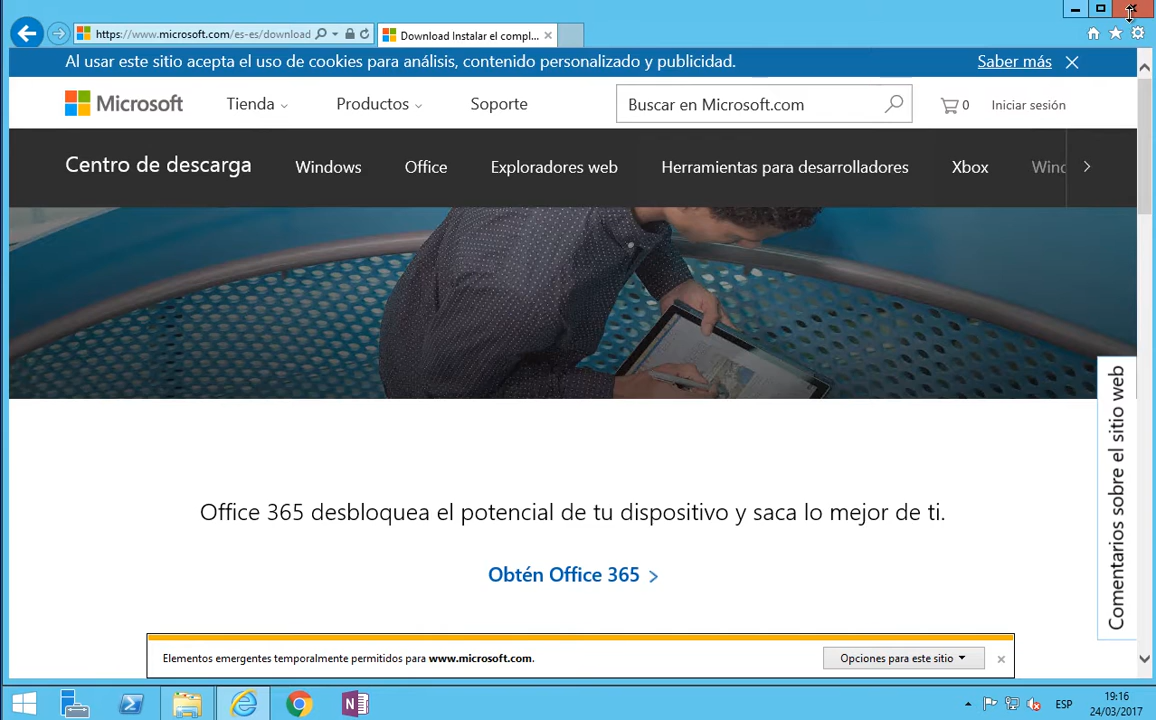 https://www.microsoft.com/es-es/download
Download Instalar el compl...
Al usar este sitio acepta el uso de cookies para análisis, contenido personalizado y publicidad.
Saber más
Microsoft
Tienda
Productos
Soporte
Buscar en Microsoft.com
0
Iniciar sesión
Centro de descarga
Windows
Office
Exploradores web
Herramientas para desarrolladores
Xbox
Wind
Comentarios sobre el sitio web
Office 365 desbloquea el potencial de tu dispositivo y saca lo mejor de ti.
Obtén Office 365
Elementos emergentes temporalmente permitidos para www.microsoft.com.
Opciones para este sitio
ESP
19:16
24/03/2017